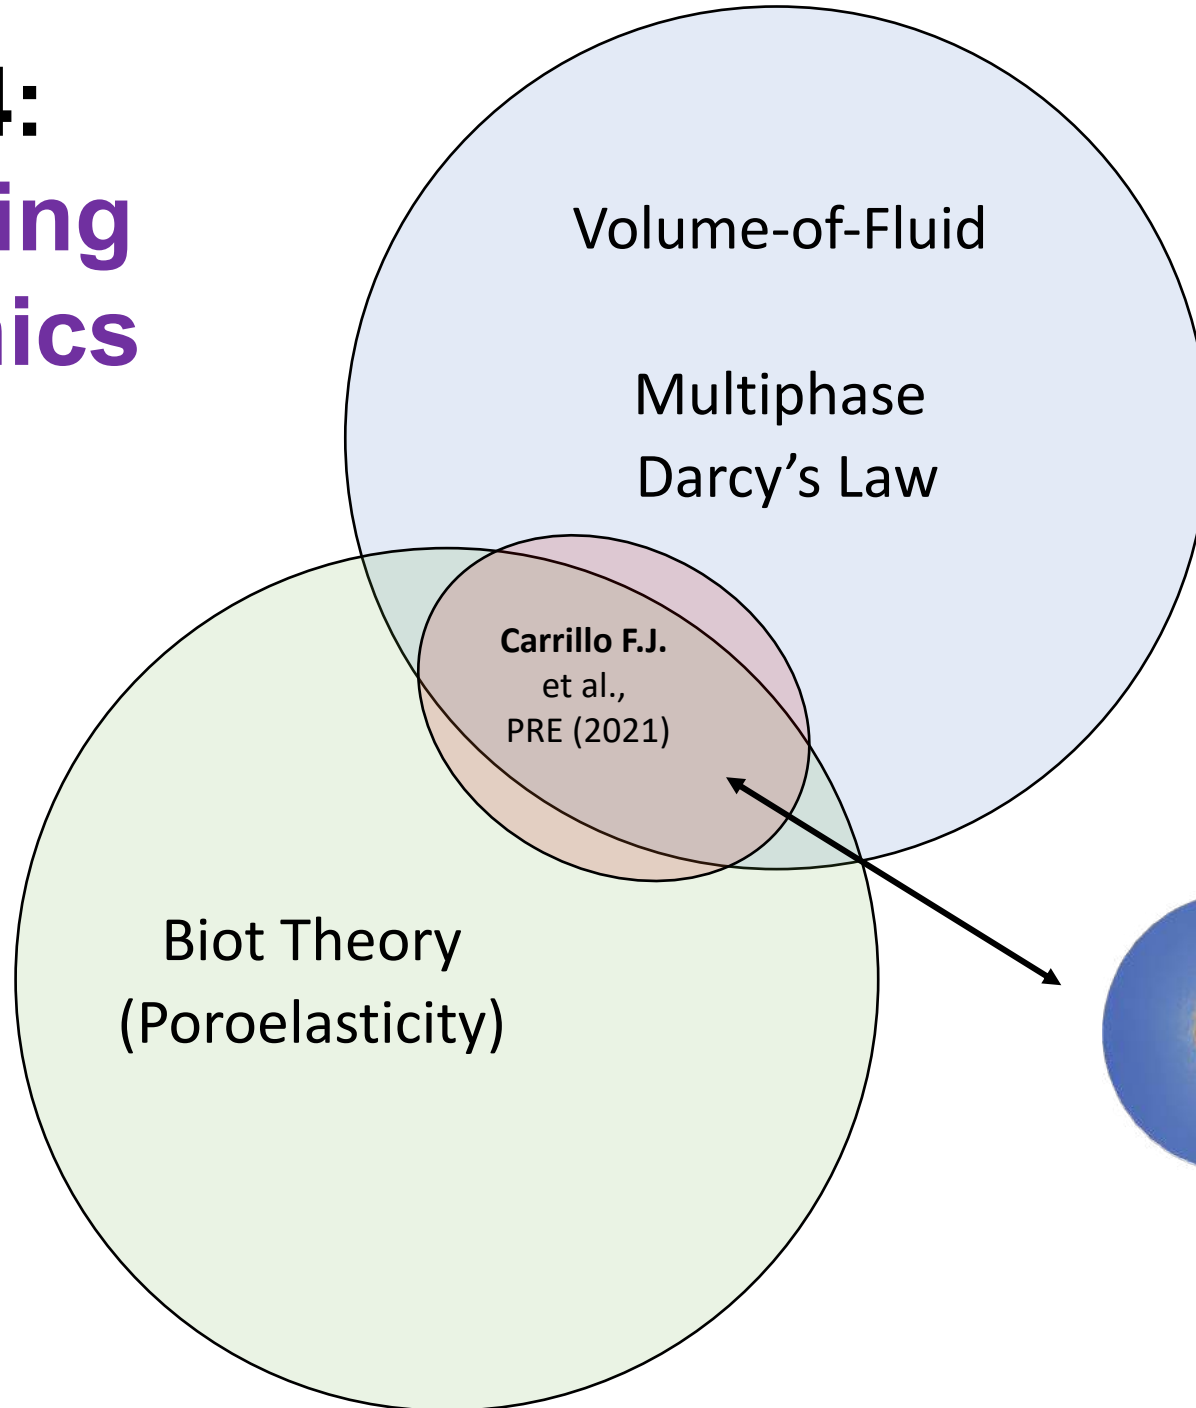 4:
ing
ics
Volume-of-Fluid
Multiphase
Darcy’s Law
Carrillo F.J.
et al.,
PRE (2021)
Biot Theory
(Poroelasticity)